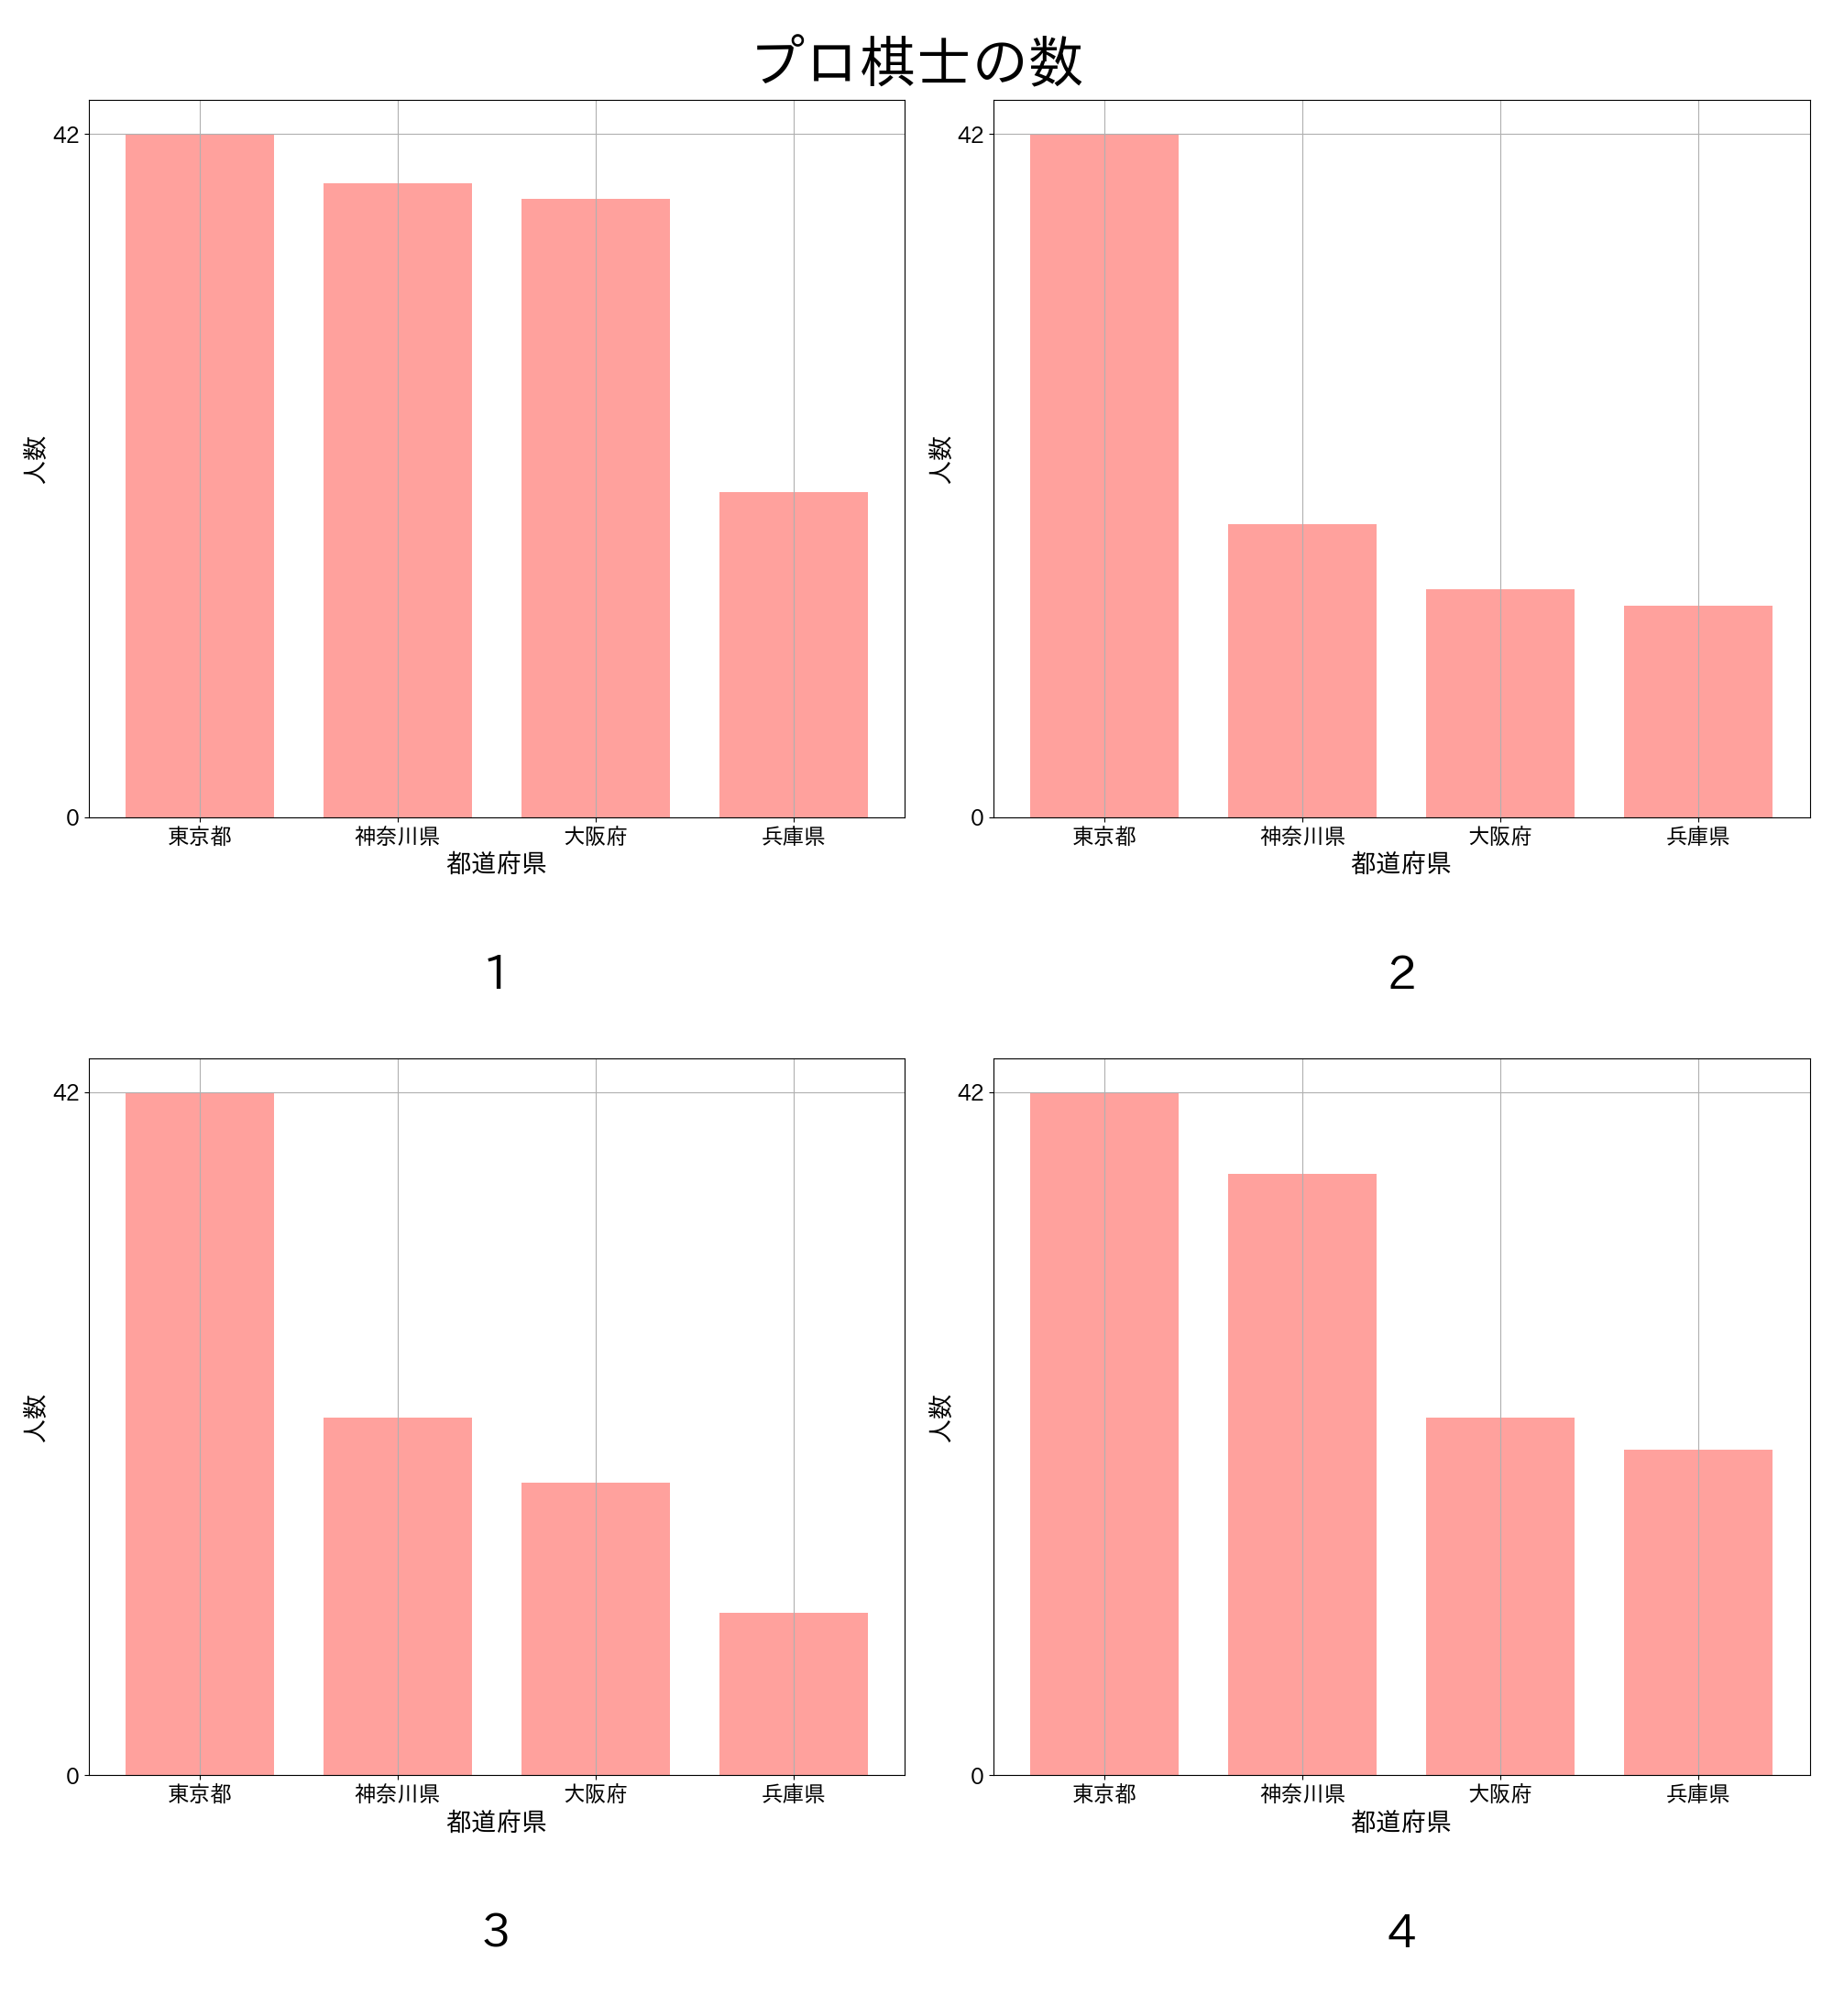 プロ棋士の数
42
0
人数
東京都 神奈川県 大阪府 兵庫県
都道府県
1
42
0
人数
東京都 神奈川県 大阪府 兵庫県
都道府県
2
42
0
人数
東京都 神奈川県 大阪府 兵庫県
都道府県
3
42
0
人数
東京都 神奈川県 大阪府 兵庫県
都道府県
4